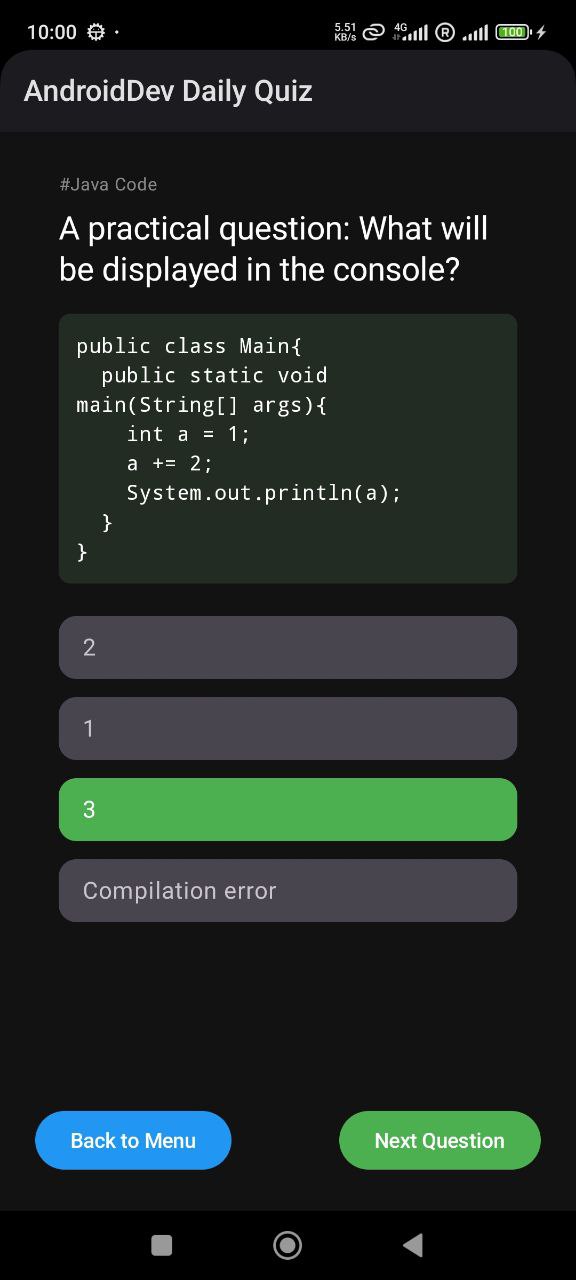 10:00
5.51 KB/s 4G R 100
AndroidDev Daily Quiz
#Java Code
A practical question: What will
be displayed in the console?
public class Main{
  public static void
main(String[] args){
    int a = 1;
    a += 2;
    System.out.println(a);
  }
}
2
1
3
Compilation error
Back to Menu
Next Question